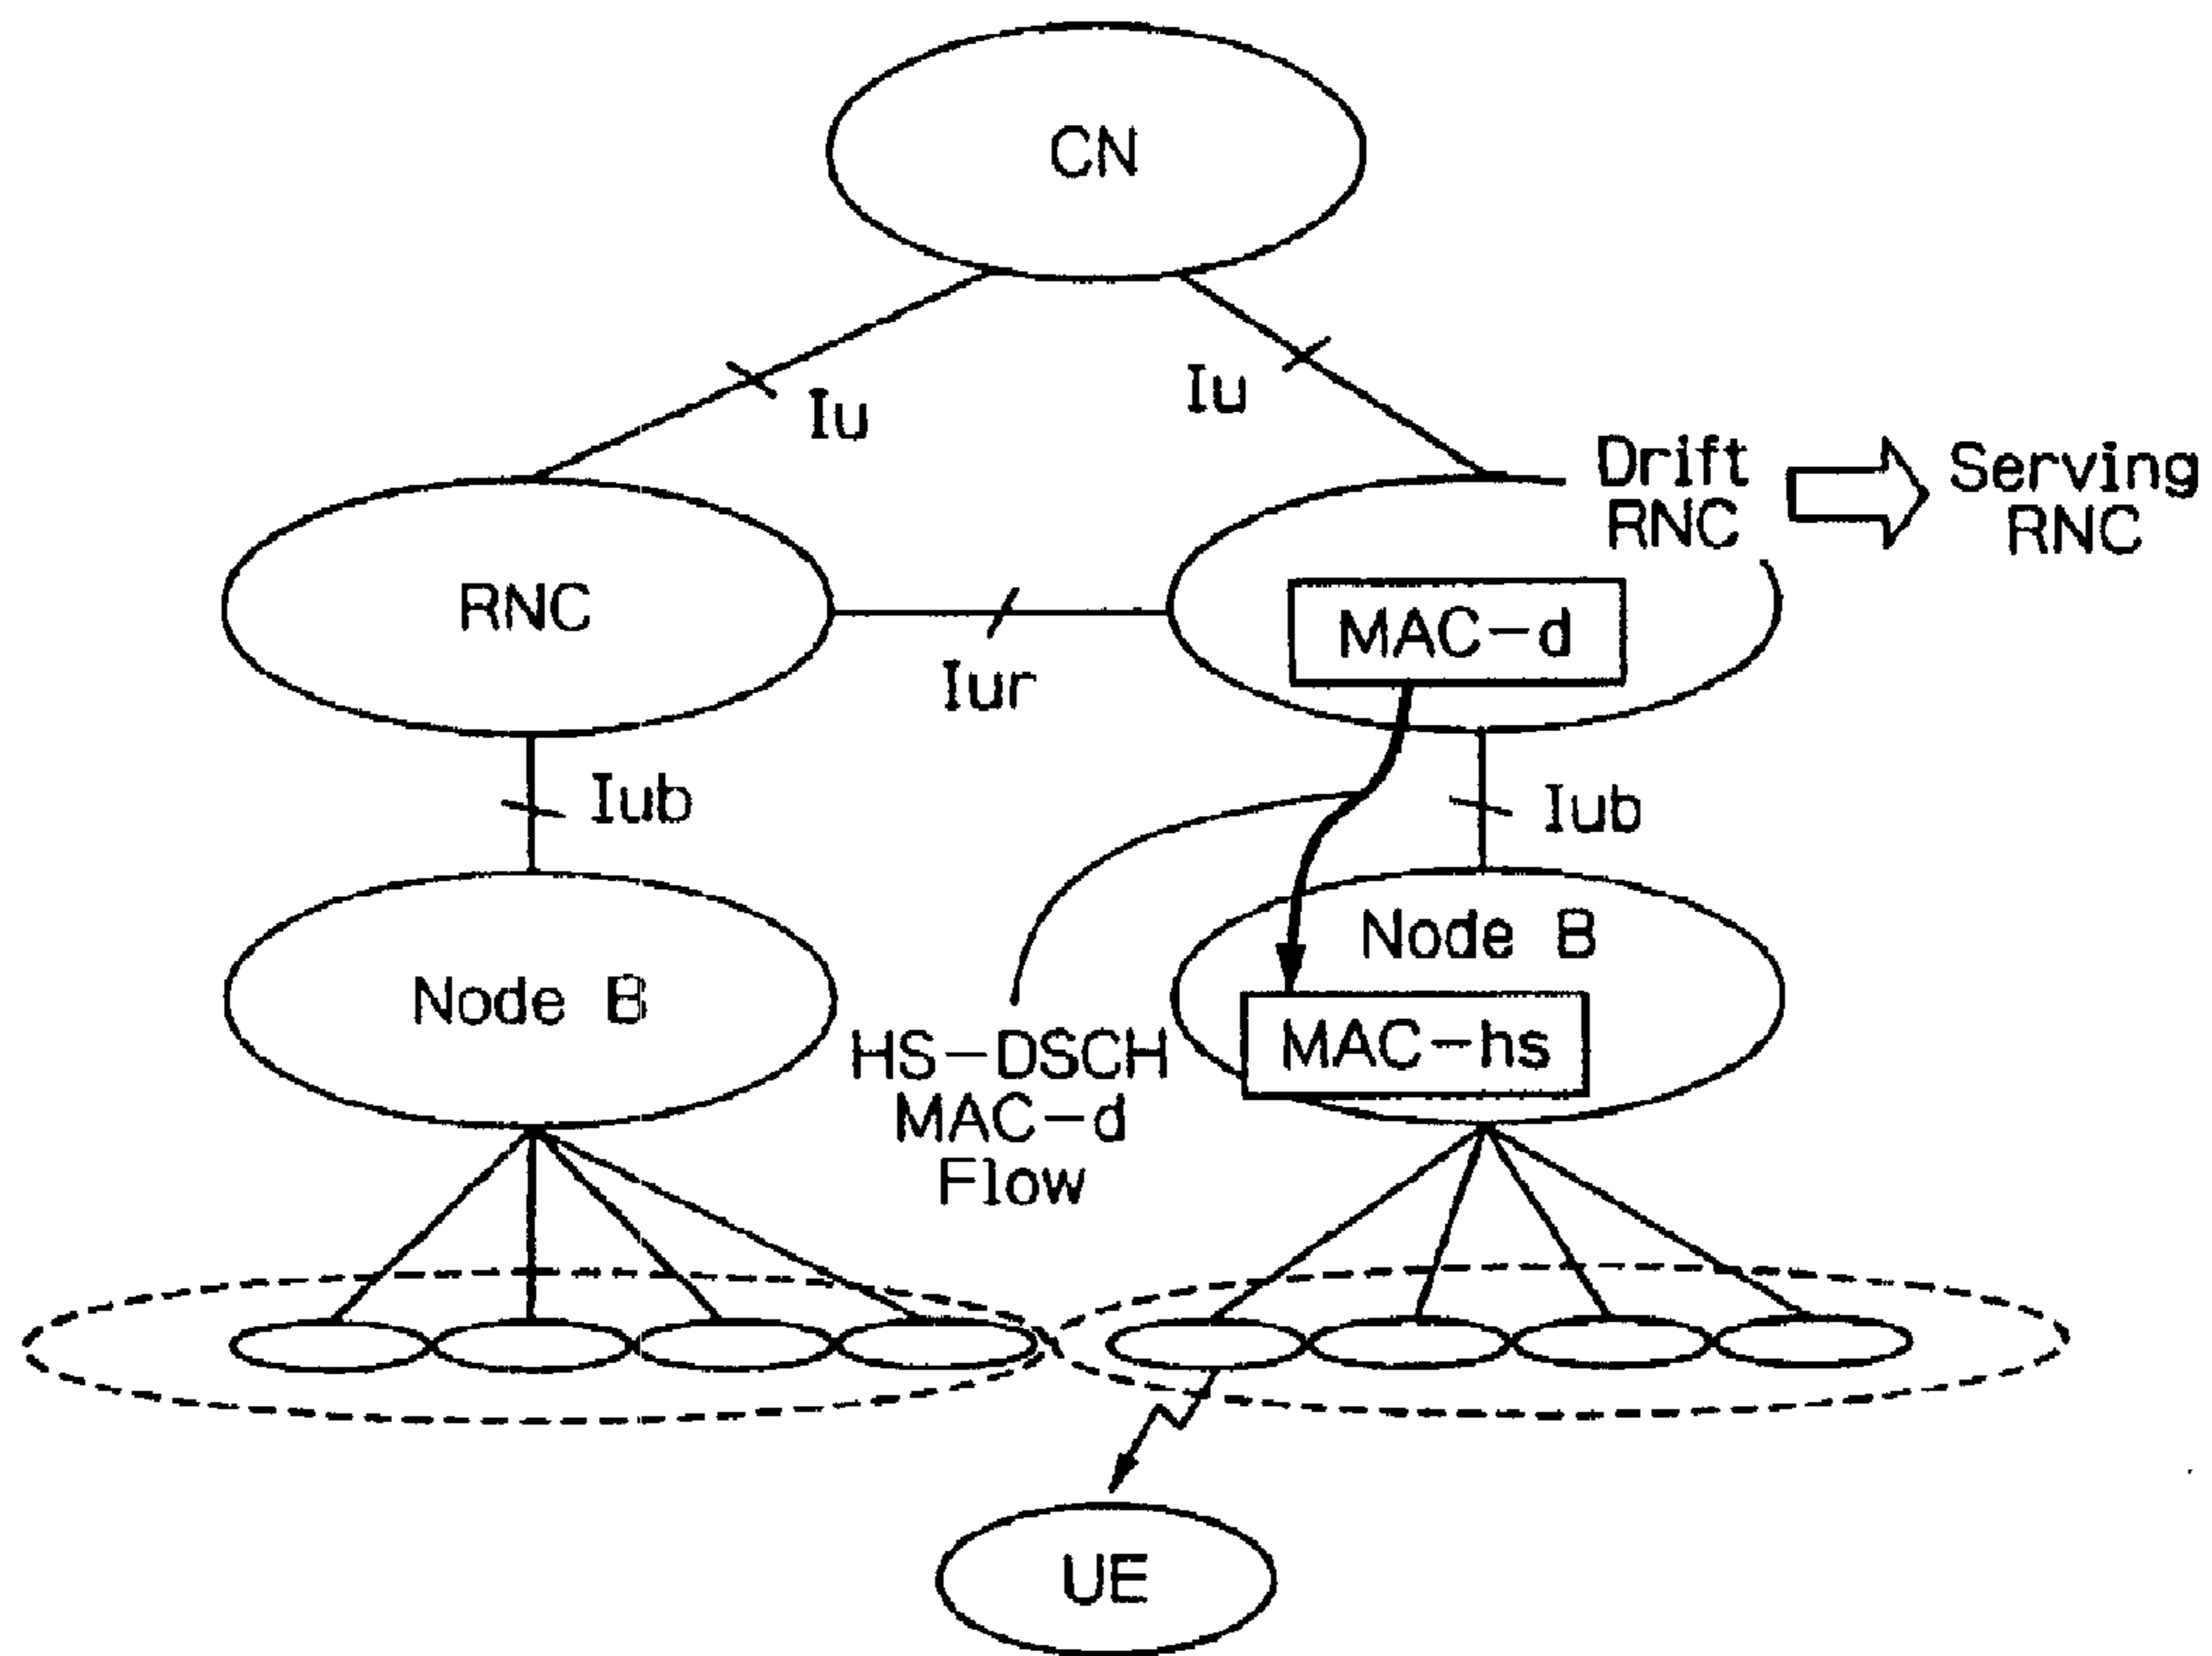 CN
Iu
Iu
Drift
RNC
Serving
RNC
RNC
MAC-d
Iur
Iub
Iub
Node B
Node B
HS-DSCH
MAC-d
Flow
MAC-hs
UE